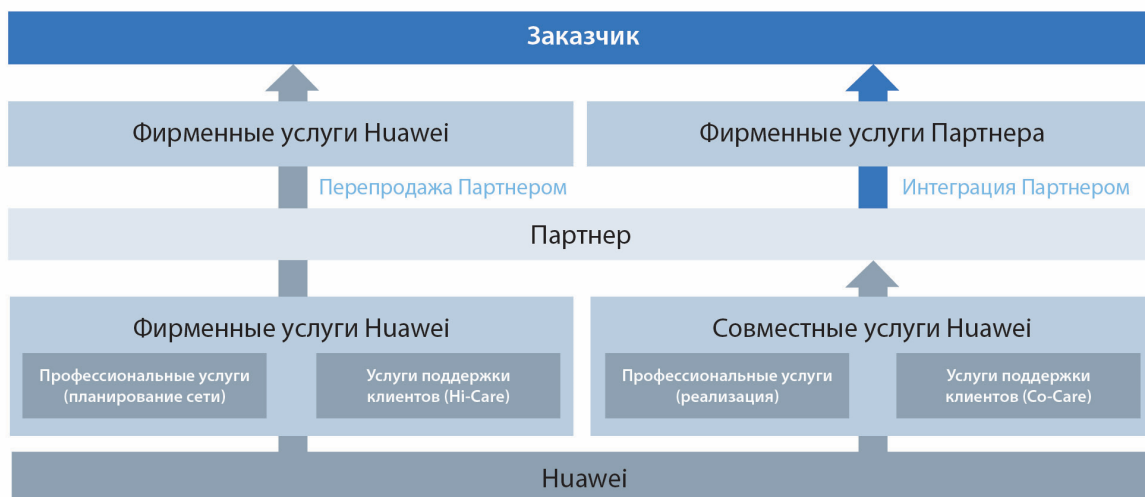 Заказчик
Фирменные услуги Huawei
Фирменные услуги Партнера
Перепродажа Партнером
Интеграция Партнером
Партнер
Фирменные услуги Huawei
Совместные услуги Huawei
Профессиональные услуги
(планирование сети)
Услуги поддержки
клиентов (Hi-Care)
Профессиональные услуги
(реализация)
Услуги поддержки
клиентов (Co-Care)
Huawei